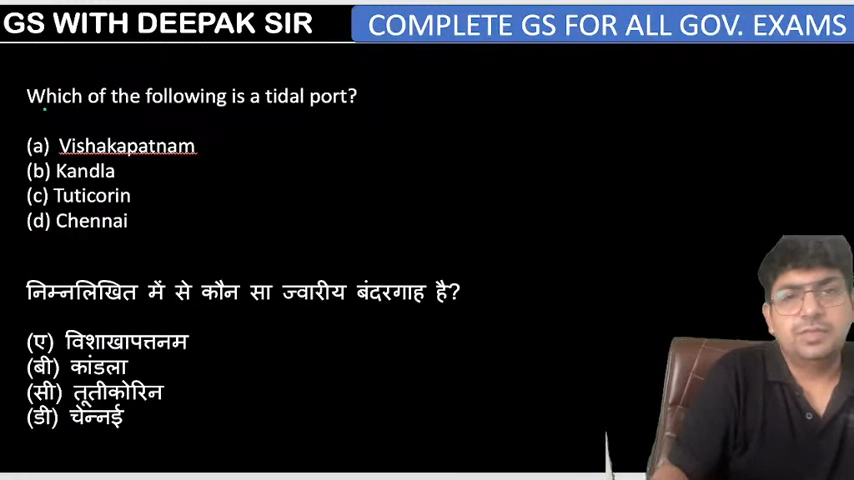 GS WITH DEEPAK SIR
COMPLETE GS FOR ALL GOV. EXAMS
Which of the following is a tidal port?
(a) Vishakapatnam
(b) Kandla
(c) Tuticorin
(d) Chennai
निम्नलिखित में से कौन सा ज्वारीय बंदरगाह है?
(ए) विशाखापत्तनम
(बी) कांडला
(सी) तूतीकोरिन
(डी) चेन्नई